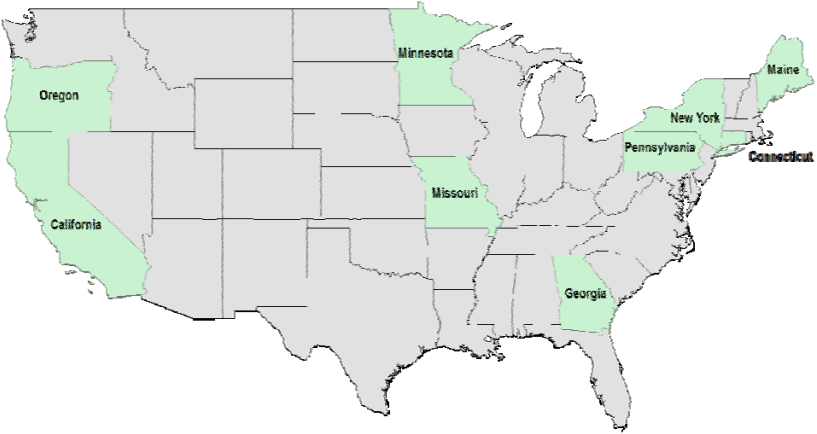 Minnesota
Maine
Oregon
New York
Pennsylvania
Connecticut
Missouri
California
Georgia